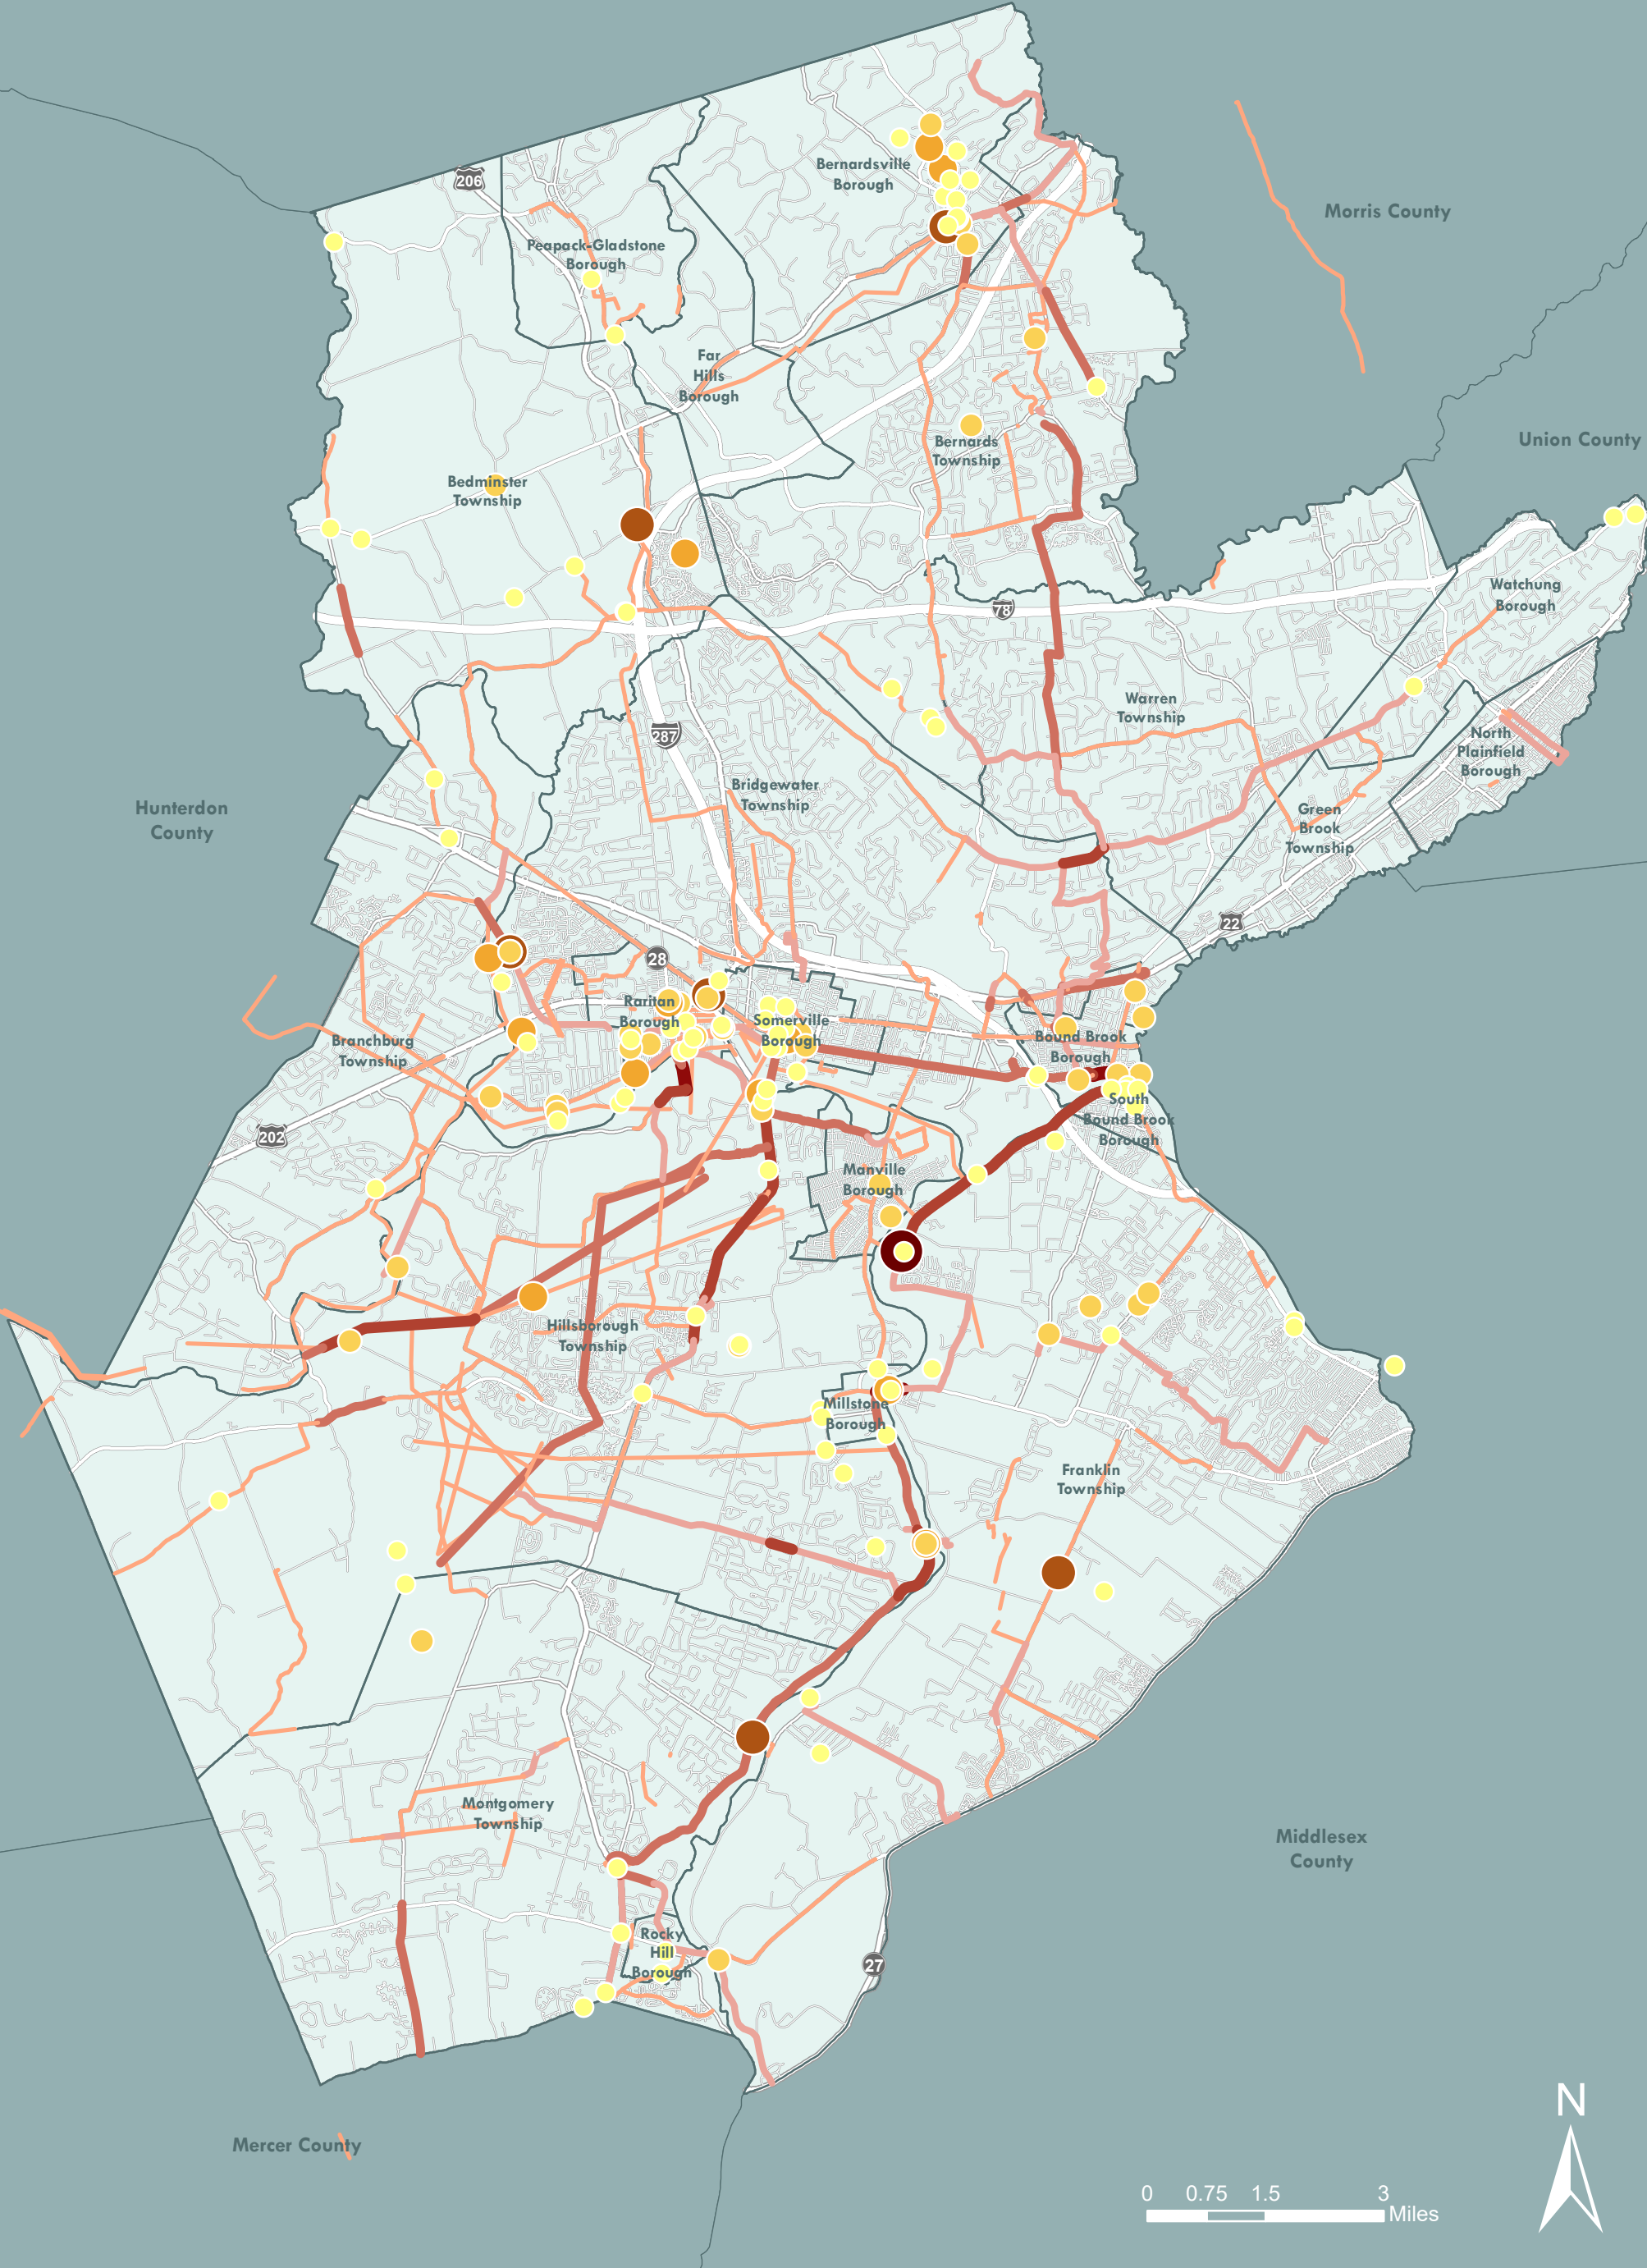 206
Bernardsville
Borough
Morris County
Peapack-Gladstone
Borough
Far
Hills
Borough
Union County
Bernards
Township
Bedminster
Township
Watchung
Borough
78
Warren
Township
287
North
Plainfield
Borough
Bridgewater
Township
Hunterdon
County
Green
Brook
Township
22
28
Raritan
Borough
Somerville
Borough
Branchburg
Township
Bound Brook
Borough
South
Bound Brook
Borough
202
Manville
Borough
Hillsborough
Township
Millstone
Borough
Franklin
Township
Montgomery
Township
Middlesex
County
Rocky
Hill
Borough
27
Mercer County
N
0 0.75 1.5 3
Miles